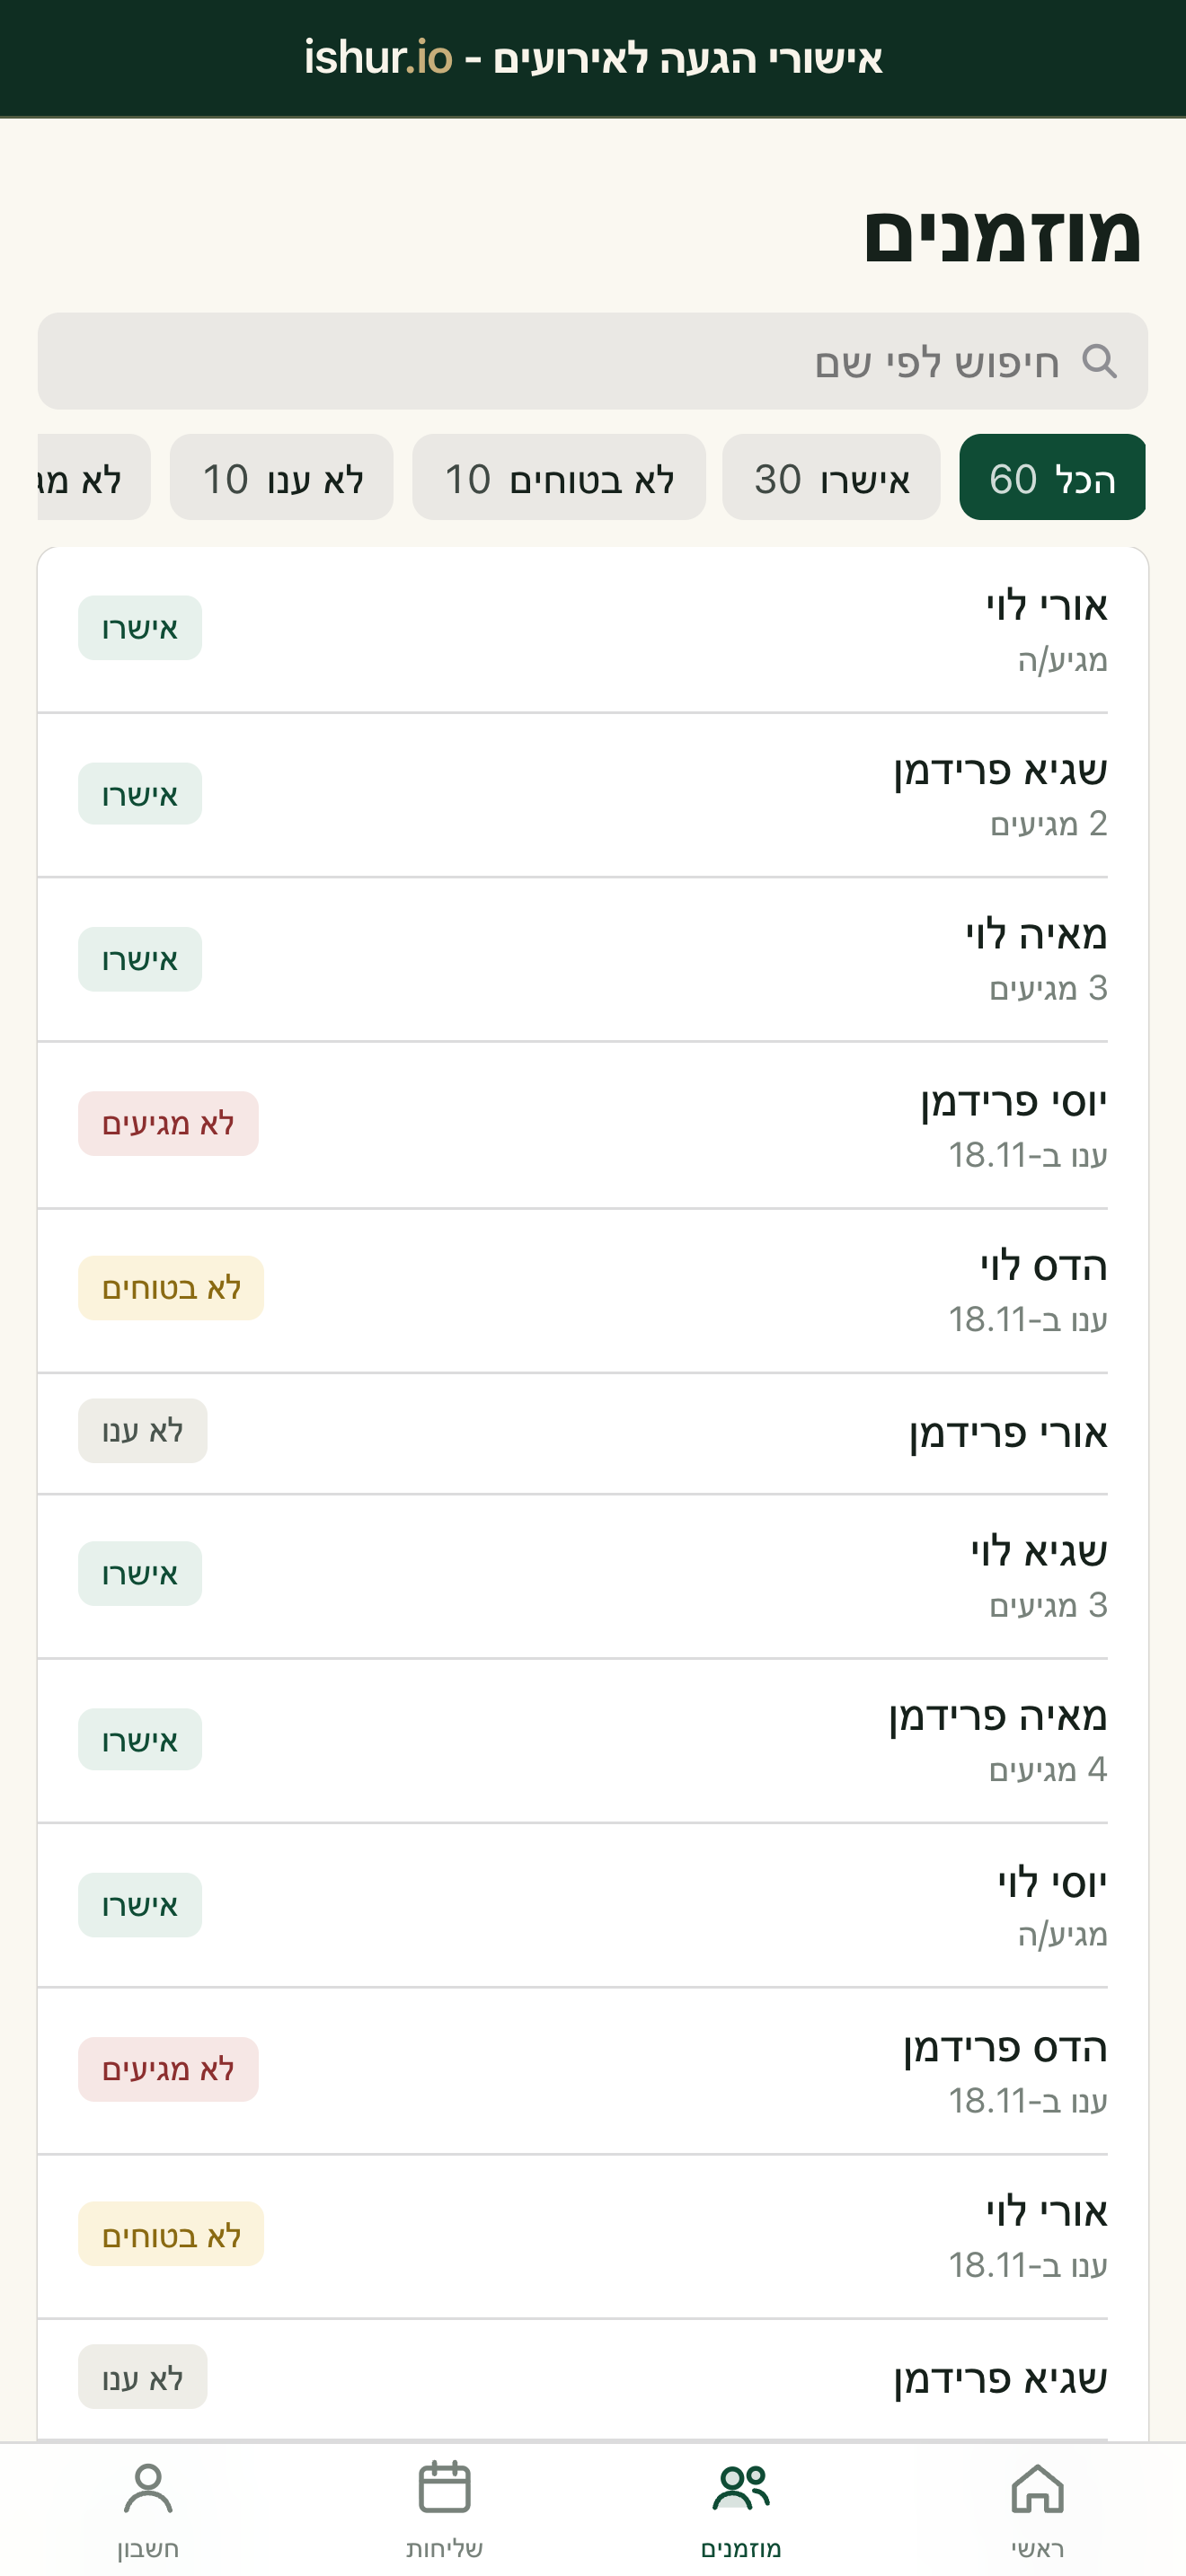 אישורי הגעה לאירועים - ishur.io
מוזמנים
חיפוש לפי שם
הכל 60
אישרו 30
לא בטוחים 10
לא ענו 10
לא
אורי לוי
מגיע/ה
אישרו
שגיא פרידמן
2 מגיעים
אישרו
מאיה לוי
3 מגיעים
אישרו
יוסי פרידמן
ענו ב-18.11
לא מגיעים
הדס לוי
ענו ב-18.11
לא בטוחים
אורי פרידמן
לא ענו
שגיא לוי
3 מגיעים
אישרו
מאיה פרידמן
4 מגיעים
אישרו
יוסי לוי
מגיע/ה
אישרו
הדס פרידמן
ענו ב-18.11
לא מגיעים
אורי לוי
ענו ב-18.11
לא בטוחים
שגיא פרידמן
לא ענו
ראשי
מוזמנים
שליחות
חשבון